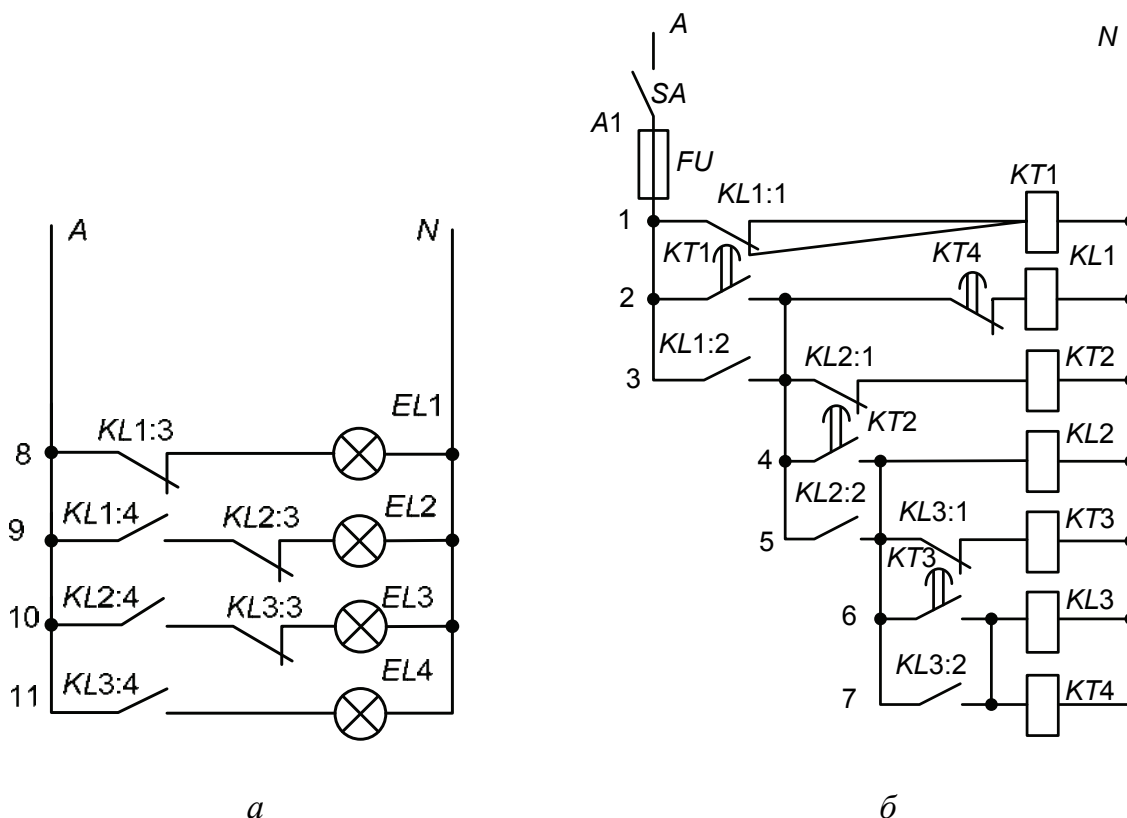 A N
SA
A1
FU
KL1:1 KT1
1
A N
KT1 KT4 KL1
2
KL1:2 KL2:1 KT2
3
EL1
KL1:3 KT2
8 4 KL2
KL1:4 KL2:3 EL2 KL2:2 KL3:1 KT3
9 5 KT3
KL2:4 KL3:3 EL3
10 6 KL3
KL3:4 EL4 KL3:2
11 7 KT4
а б